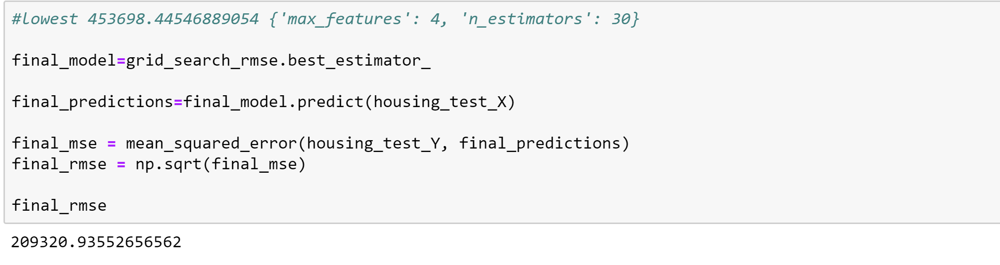 #lowest 453698.44546889054 {'max_features': 4, 'n_estimators': 30}
final_model=grid_search_rmse.best_estimator_
final_predictions=final_model.predict(housing_test_X)
final_mse = mean_squared_error(housing_test_Y, final_predictions)
final_rmse = np.sqrt(final_mse)
final_rmse
209320.93552656562